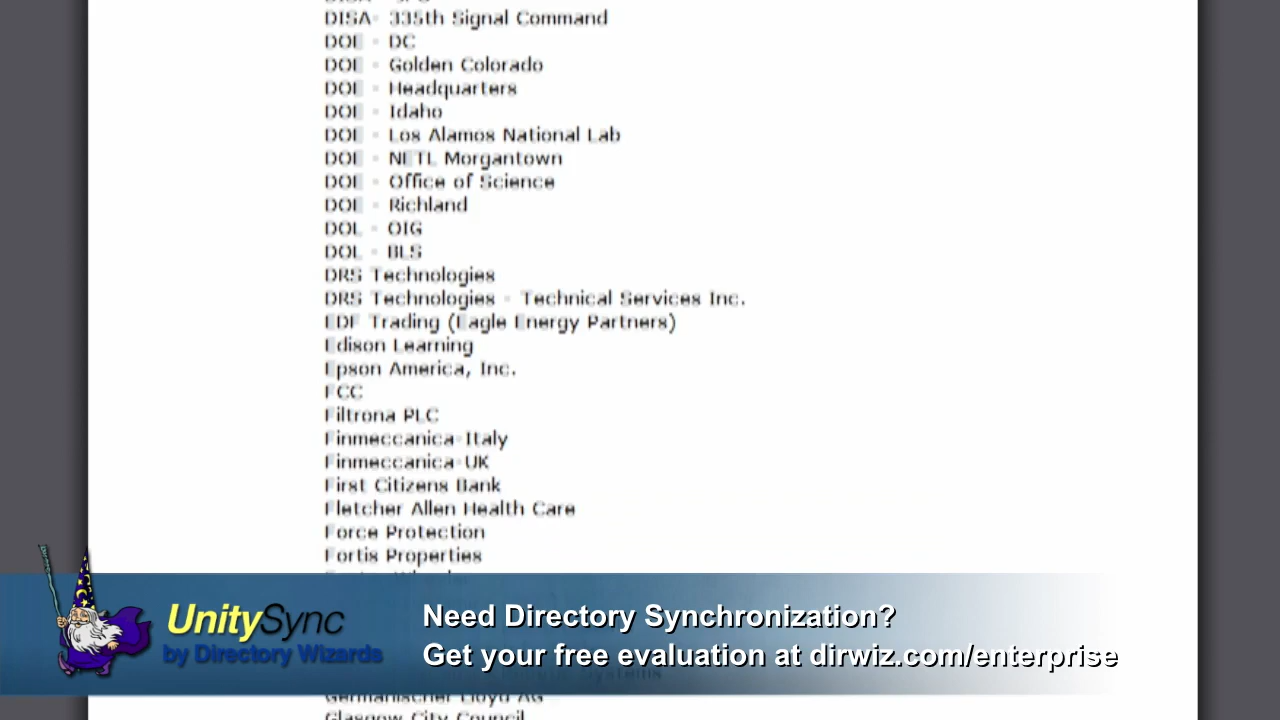 DISA- 335th Signal Command
DOE - DC
DOE - Golden Colorado
DOE - Headquarters
DOE - Idaho
DOE - Los Alamos National Lab
DOE - NETL Morgantown
DOE - Office of Science
DOE - Richland
DOL - OIG
DOL - BLS
DRS Technologies
DRS Technologies - Technical Services Inc.
EDF Trading (Eagle Energy Partners)
Edison Learning
Epson America, Inc.
FCC
Filtrona PLC
Finmeccanica-Italy
Finmeccanica-UK
First Citizens Bank
Fletcher Allen Health Care
Force Protection
Fortis Properties
UnitySync
by Directory Wizards
Need Directory Synchronization?
Get your free evaluation at dirwiz.com/enterprise
Systems
Germanischer Lloyd AG
Glasgow City Council